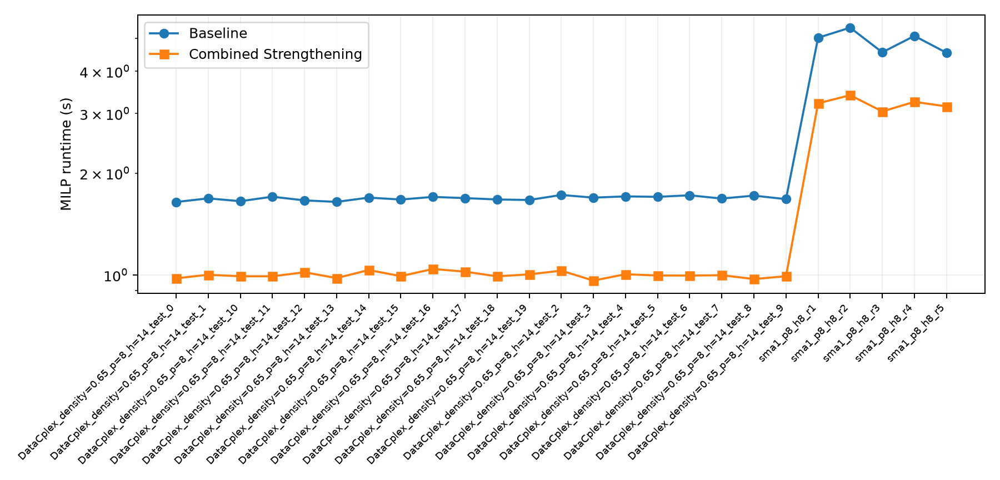 Baseline
Combined Strengthening
MILP runtime (s)
4 × 10⁰
3 × 10⁰
2 × 10⁰
10⁰
DataCplex_density=0.65_p=8_h=14_test_0
DataCplex_density=0.65_p=8_h=14_test_1
DataCplex_density=0.65_p=8_h=14_test_10
DataCplex_density=0.65_p=8_h=14_test_11
DataCplex_density=0.65_p=8_h=14_test_12
DataCplex_density=0.65_p=8_h=14_test_13
DataCplex_density=0.65_p=8_h=14_test_14
DataCplex_density=0.65_p=8_h=14_test_15
DataCplex_density=0.65_p=8_h=14_test_16
DataCplex_density=0.65_p=8_h=14_test_17
DataCplex_density=0.65_p=8_h=14_test_18
DataCplex_density=0.65_p=8_h=14_test_19
DataCplex_density=0.65_p=8_h=14_test_2
DataCplex_density=0.65_p=8_h=14_test_3
DataCplex_density=0.65_p=8_h=14_test_4
DataCplex_density=0.65_p=8_h=14_test_5
DataCplex_density=0.65_p=8_h=14_test_6
DataCplex_density=0.65_p=8_h=14_test_7
DataCplex_density=0.65_p=8_h=14_test_8
DataCplex_density=0.65_p=8_h=14_test_9
sma1_p8_h8_r1
sma1_p8_h8_r2
sma1_p8_h8_r3
sma1_p8_h8_r4
sma1_p8_h8_r5